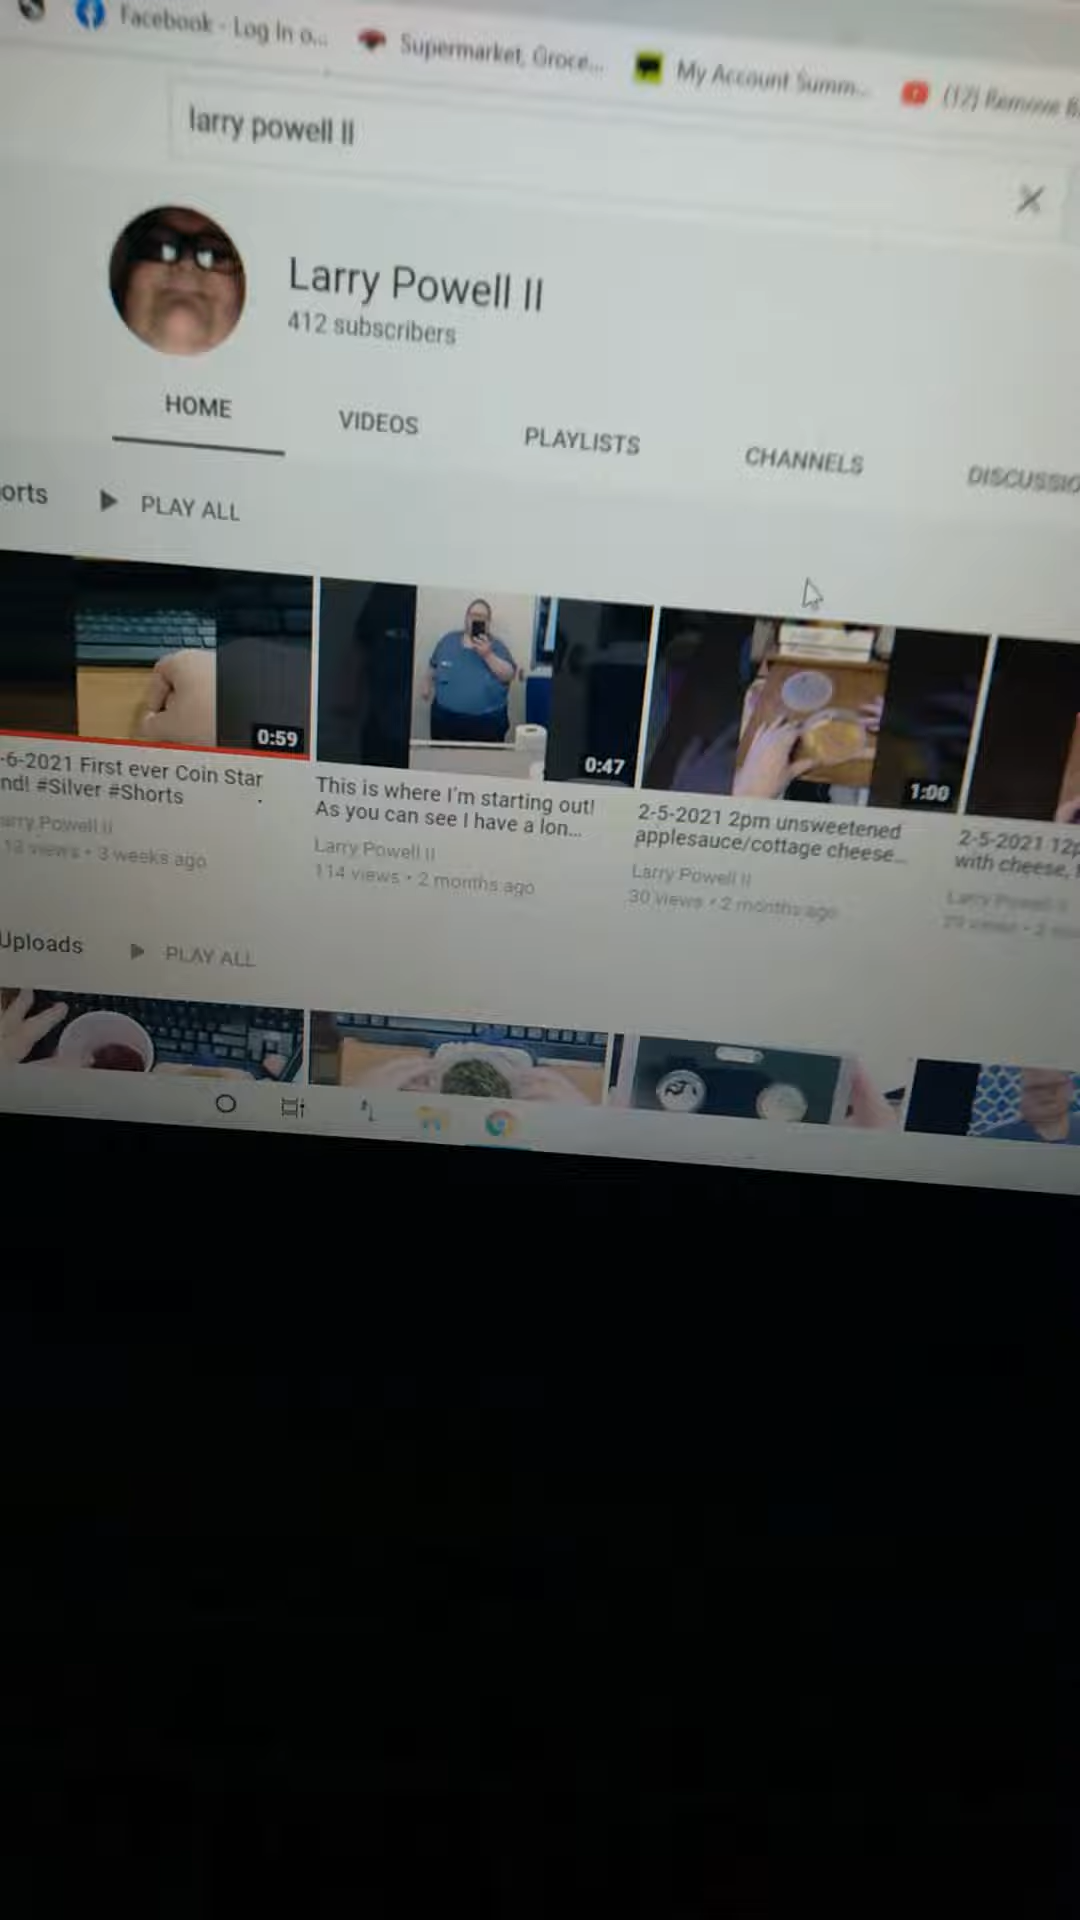 Facebook - Log In o...
Supermarket, Groce...
My Account Summ...
(12) Remove B
larry powell II
Larry Powell II
412 subscribers
HOME
VIDEOS
PLAYLISTS
CHANNELS
DISCUSSIO
orts
PLAY ALL
0:59
0:47
1:00
-6-2021 First ever Coin Star
nd! #Silver #Shorts
arry Powell II
views • 3 weeks ago
This is where I'm starting out!
As you can see I have a lon...
Larry Powell II
114 views • 2 months ago
2-5-2021 2pm unsweetened
applesauce/cottage cheese...
Larry Powell II
30 views • 2 months ago
2-5-2021 12p
with cheese,
Larry Powell II
Uploads
PLAY ALL